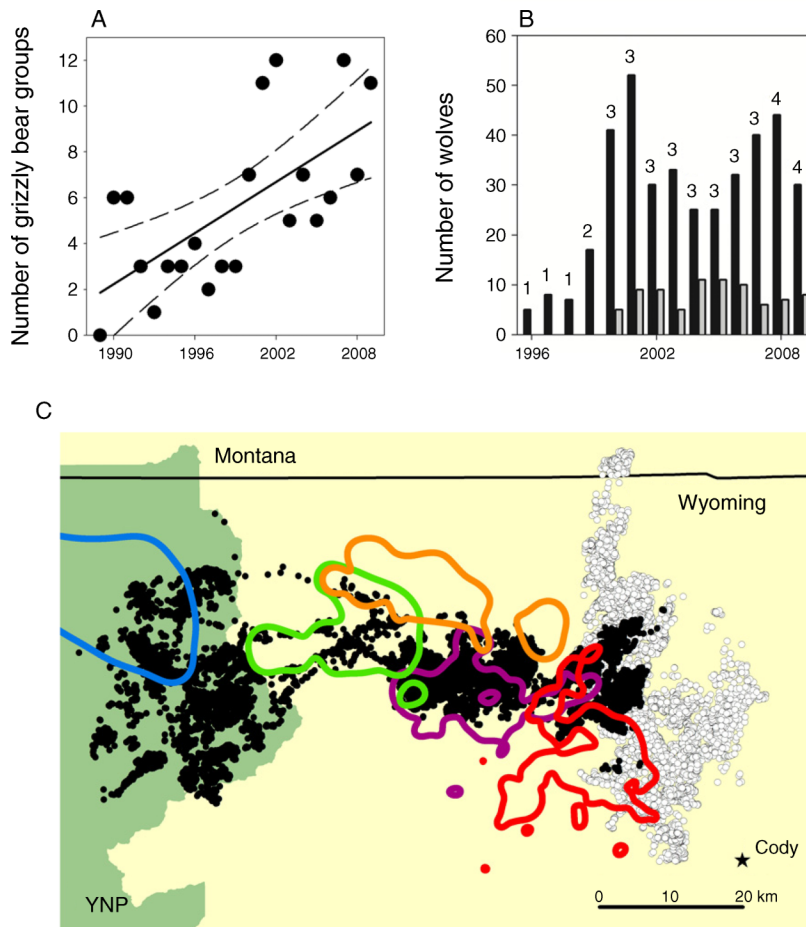 A
Number of grizzly bear groups
12
10
8
6
4
2
0
1990 1996 2002 2008
B
Number of wolves
60
50
40
30
20
10
0
1 1 1 2 3 3 3 3 3 3 3 3 4 4
1996 2002 2008
C
Montana
Wyoming
Cody
YNP
0 10 20 km